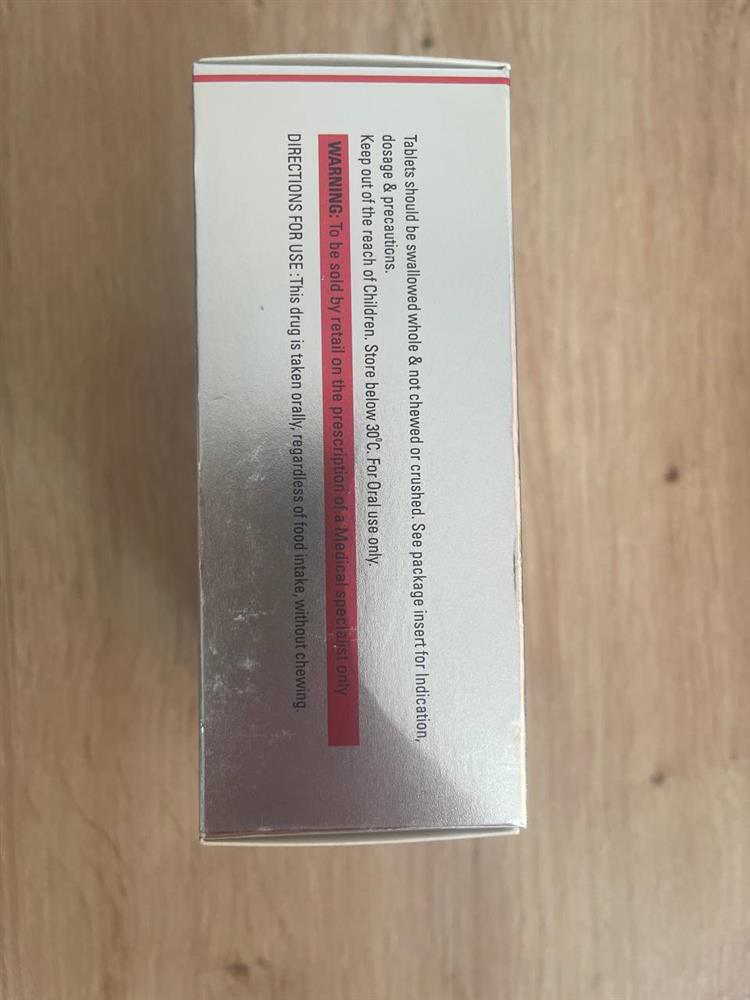 Tablets should be swallowed whole & not chewed or crushed. See package insert for Indication,
dosage & precautions.
Keep out of the reach of Children. Store below 30°C. For Oral use only.
WARNING: To be sold by retail on the prescription of a Medical specialist only
DIRECTIONS FOR USE :This drug is taken orally, regardless of food intake, without chewing.